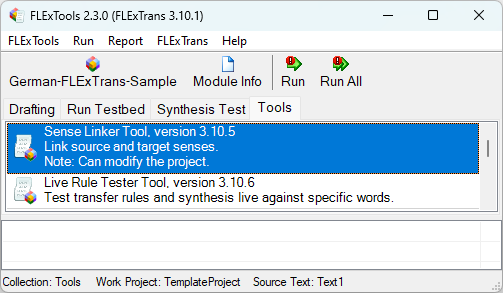 FLExTools 2.3.0 (FLExTrans 3.10.1)
FLExTools Run Report FLExTrans Help
German-FLExTrans-Sample Module Info Run Run All
Drafting Run Testbed Synthesis Test Tools
Sense Linker Tool, version 3.10.5
Link source and target senses.
Note: Can modify the project.
Live Rule Tester Tool, version 3.10.6
Test transfer rules and synthesis live against specific words.
Collection: Tools Work Project: TemplateProject Source Text: Text1